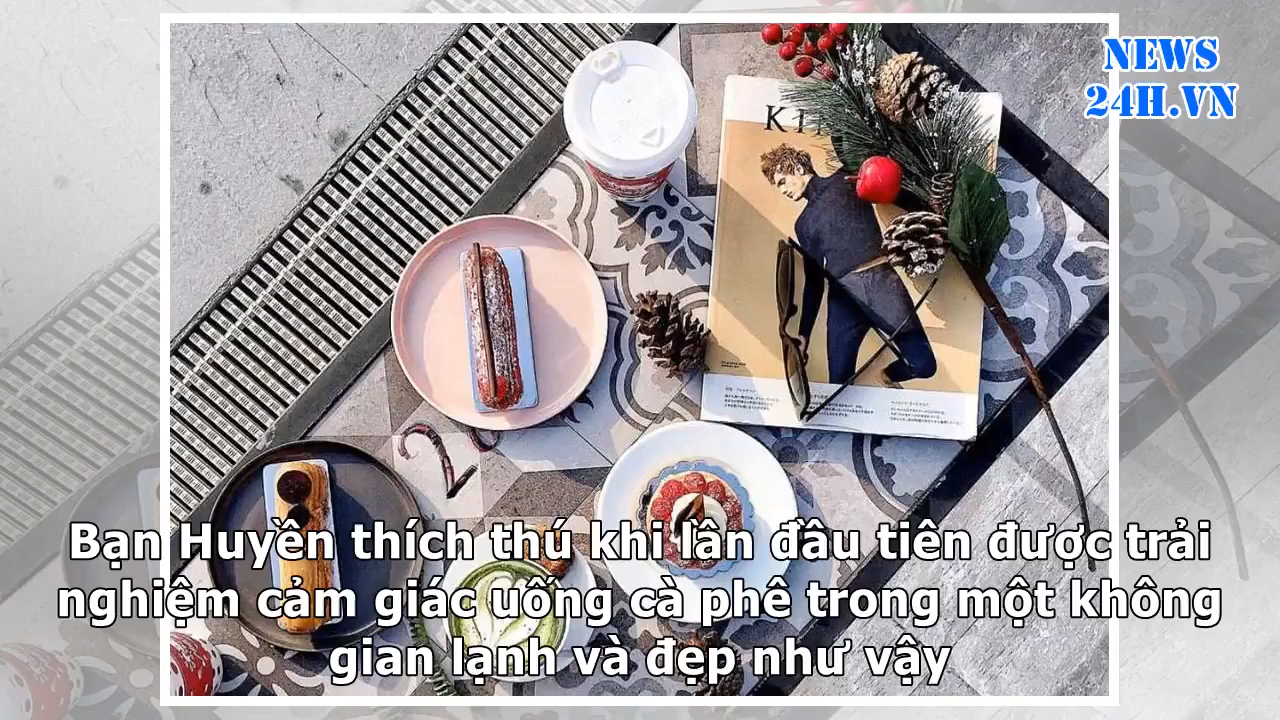 NEWS
24H.VN
Bạn Huyền thích thú khi lần đầu tiên được trải
nghiệm cảm giác uống cà phê trong một không
gian lạnh và đẹp như vậy